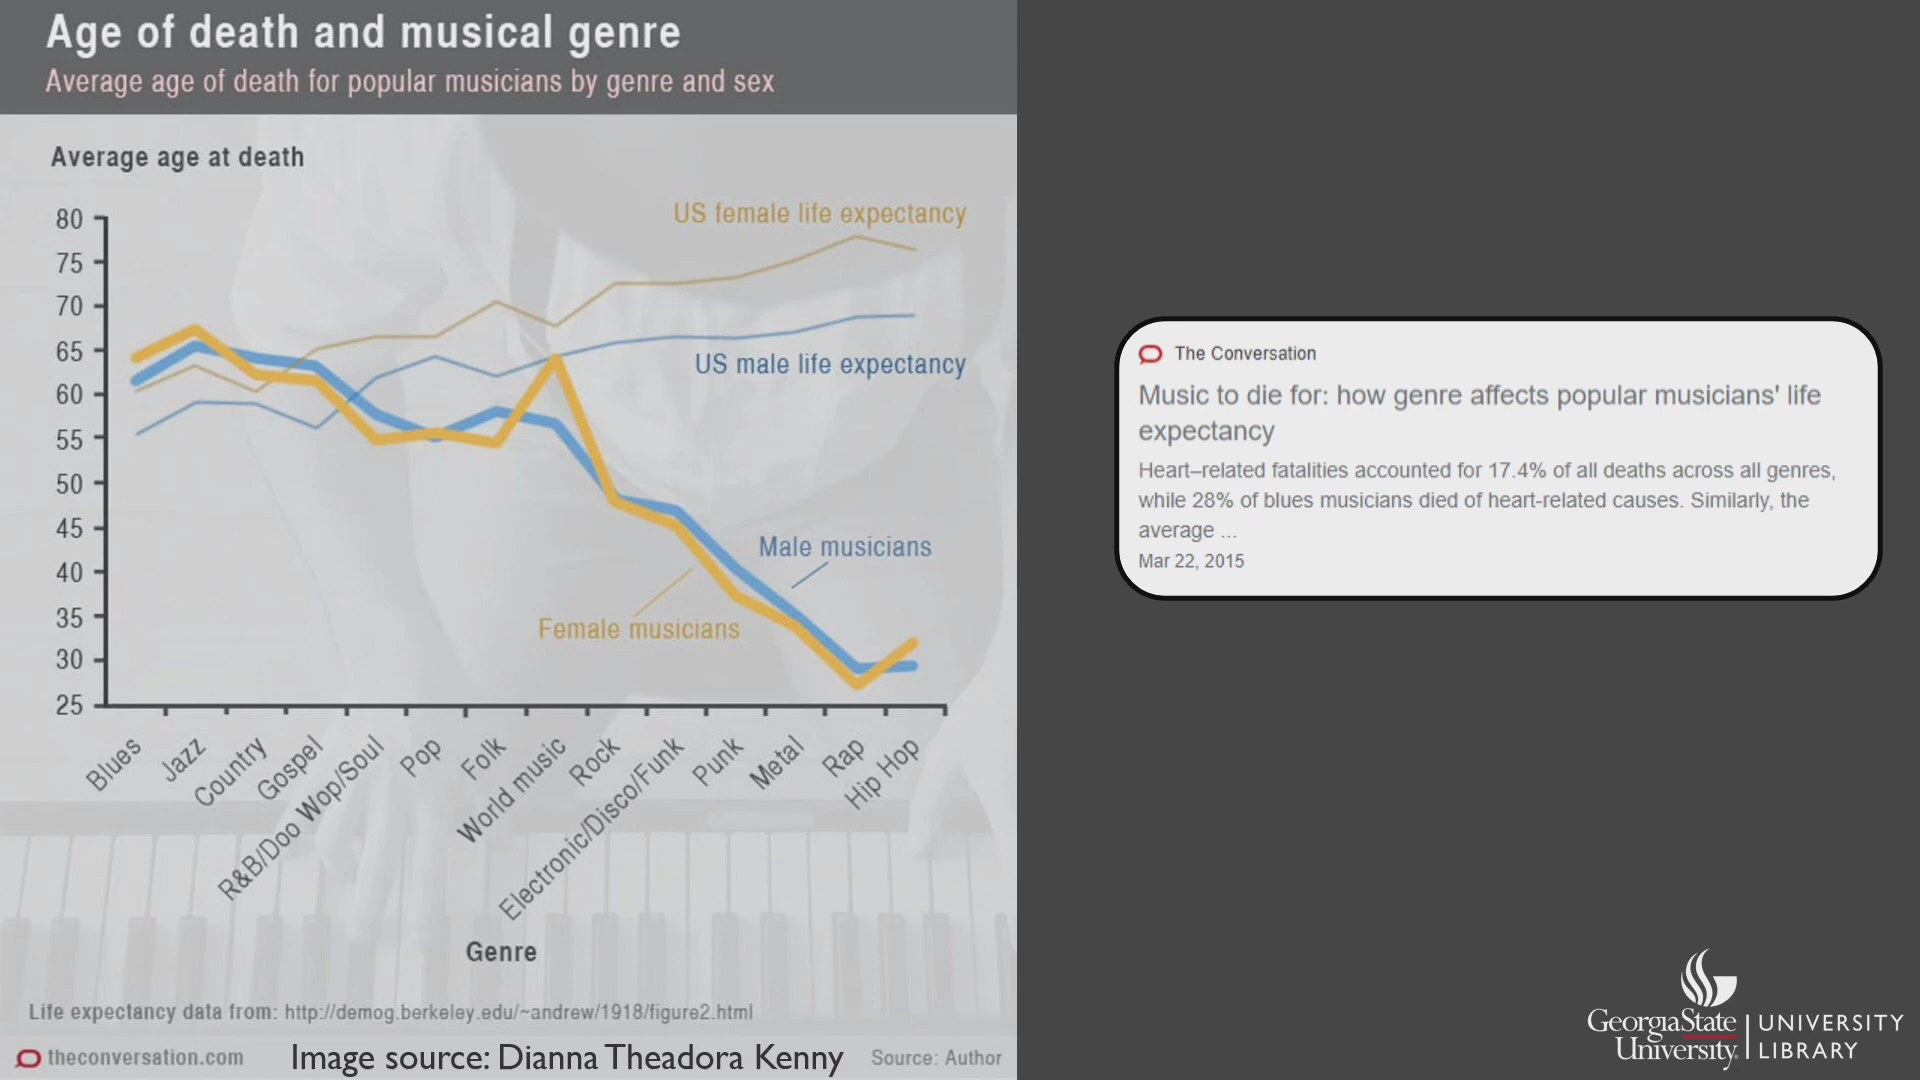 Age of death and musical genre
Average age of death for popular musicians by genre and sex
Average age at death
80
75
70
65
60
55
50
45
40
35
30
25
US female life expectancy
US male life expectancy
Male musicians
Female musicians
Blues
Jazz
Country
Gospel
R&B/Doo Wop/Soul
Pop
Folk
World music
Rock
Electronic/Disco/Funk
Punk
Metal
Rap
Hip Hop
Genre
Life expectancy data from: http://demog.berkeley.edu/~andrew/1918/figure2.html
theconversation.com
Image source: Dianna Theadora Kenny
Source: Author
The Conversation
Music to die for: how genre affects popular musicians' life
expectancy
Heart–related fatalities accounted for 17.4% of all deaths across all genres,
while 28% of blues musicians died of heart-related causes. Similarly, the
average ...
Mar 22, 2015
GeorgiaState
University
UNIVERSITY
LIBRARY